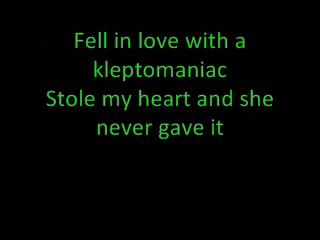 Fell in love with a
kleptomaniac
Stole my heart and she
never gave it